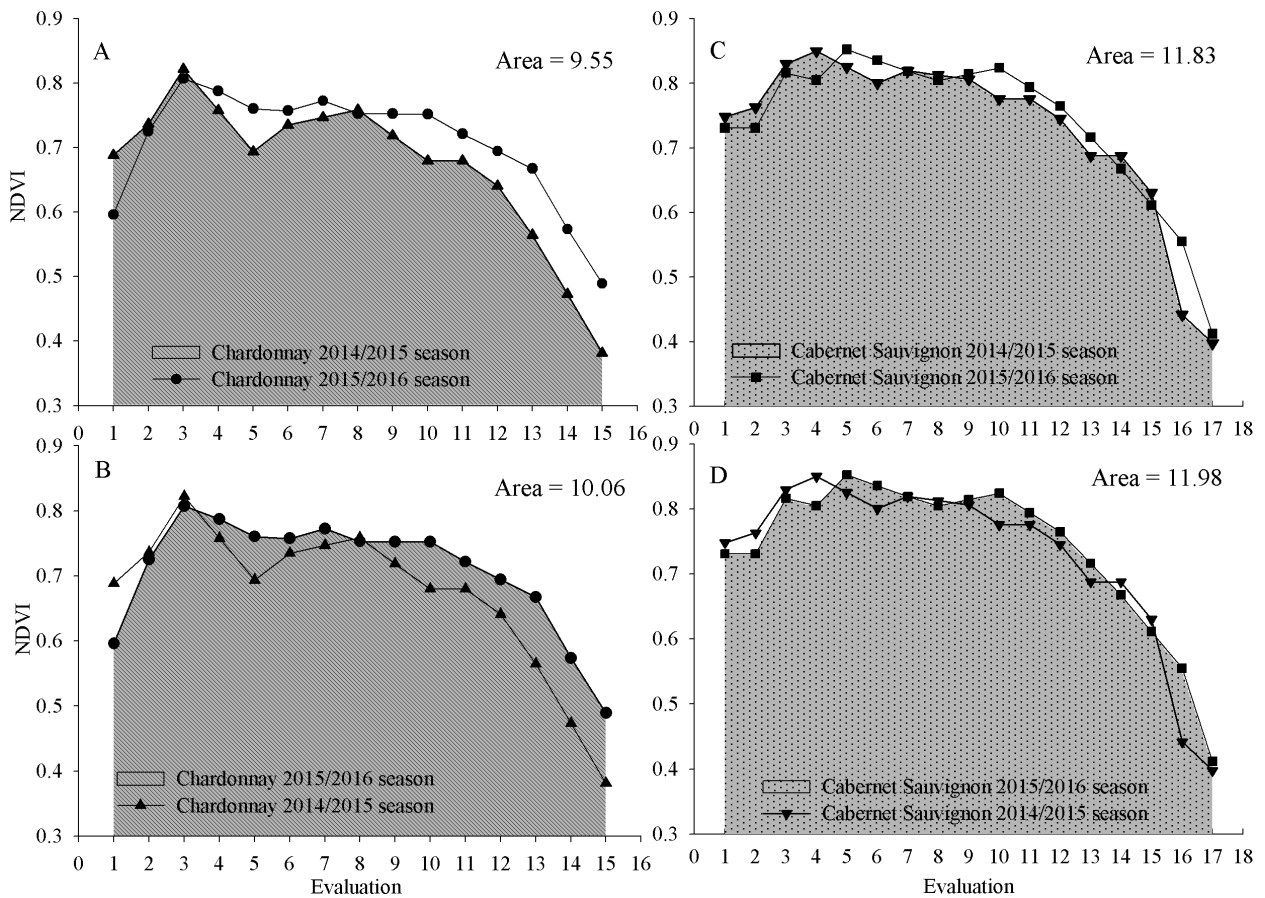 A
Area = 9.55
NDVI
0.9
0.8
0.7
0.6
0.5
0.4
0.3
Chardonnay 2014/2015 season
Chardonnay 2015/2016 season
0 1 2 3 4 5 6 7 8 9 10 11 12 13 14 15 16
C
Area = 11.83
0.9
0.8
0.7
0.6
0.5
0.4
0.3
Cabernet Sauvignon 2014/2015 season
Cabernet Sauvignon 2015/2016 season
0 1 2 3 4 5 6 7 8 9 10 11 12 13 14 15 16 17 18
B
Area = 10.06
NDVI
0.9
0.8
0.7
0.6
0.5
0.4
0.3
Chardonnay 2015/2016 season
Chardonnay 2014/2015 season
0 1 2 3 4 5 6 7 8 9 10 11 12 13 14 15 16
Evaluation
D
Area = 11.98
0.9
0.8
0.7
0.6
0.5
0.4
0.3
Cabernet Sauvignon 2015/2016 season
Cabernet Sauvignon 2014/2015 season
0 1 2 3 4 5 6 7 8 9 10 11 12 13 14 15 16 17 18
Evaluation